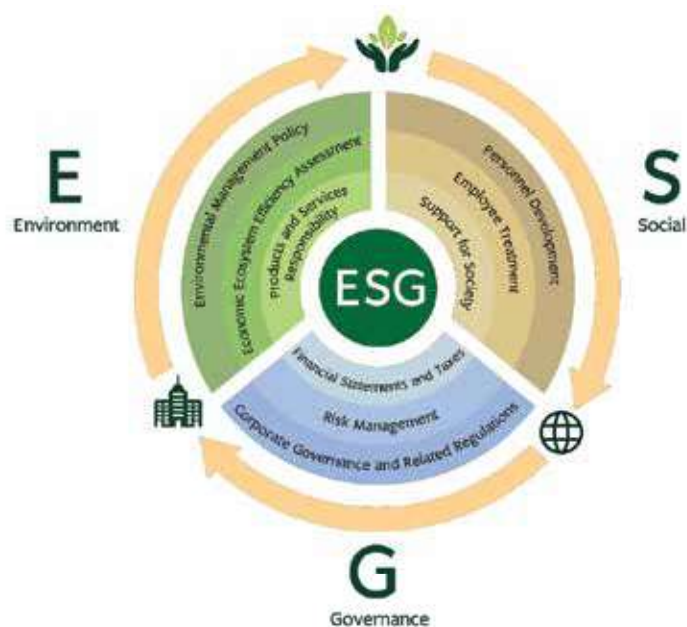 E
Environment
Environmental Management Policy
Economic Ecosystem Efficiency Assessment
Products and Services
Responsibility
S
Social
Personnel Development
Employee Treatment
Support for Society
ESG
Financial Statements and Taxes
Risk Management
Corporate Governance and Related Regulations
G
Governance